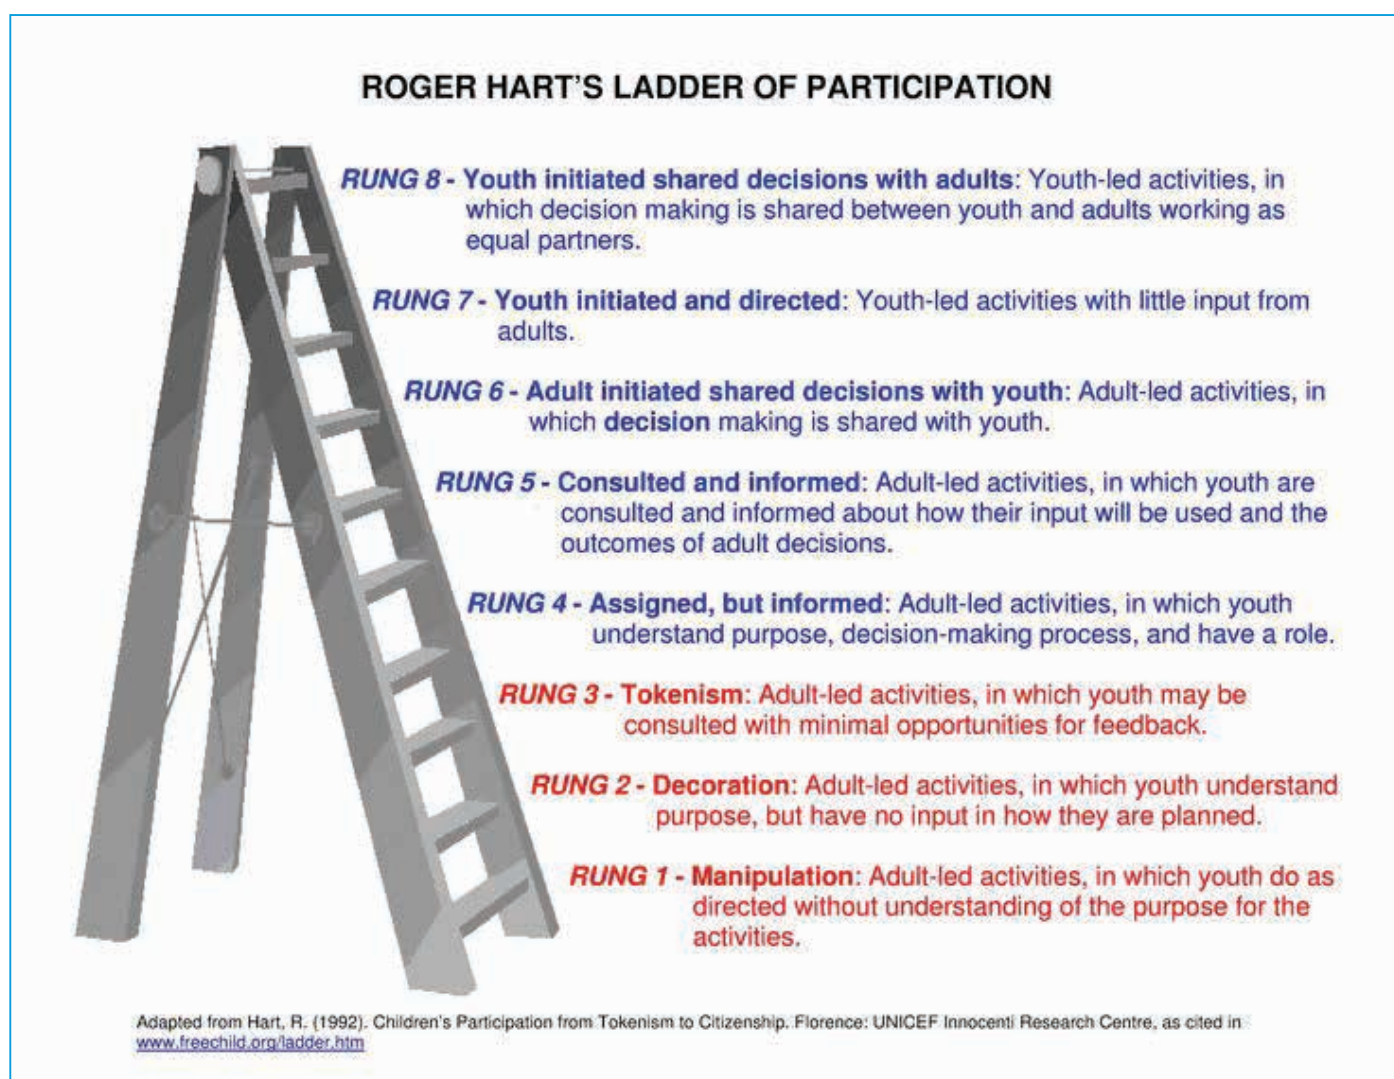 ROGER HART'S LADDER OF PARTICIPATION
RUNG 8 - Youth initiated shared decisions with adults: Youth-led activities, in
which decision making is shared between youth and adults working as
equal partners.
RUNG 7 - Youth initiated and directed: Youth-led activities with little input from
adults.
RUNG 6 - Adult initiated shared decisions with youth: Adult-led activities, in
which decision making is shared with youth.
RUNG 5 - Consulted and informed: Adult-led activities, in which youth are
consulted and informed about how their input will be used and the
outcomes of adult decisions.
RUNG 4 - Assigned, but informed: Adult-led activities, in which youth
understand purpose, decision-making process, and have a role.
RUNG 3 - Tokenism: Adult-led activities, in which youth may be
consulted with minimal opportunities for feedback.
RUNG 2 - Decoration: Adult-led activities, in which youth understand
purpose, but have no input in how they are planned.
RUNG 1 - Manipulation: Adult-led activities, in which youth do as
directed without understanding of the purpose for the
activities.
Adapted from Hart, R. (1992). Children's Participation from Tokenism to Citizenship. Florence: UNICEF Innocenti Research Centre, as cited in
www.freechild.org/ladder.htm